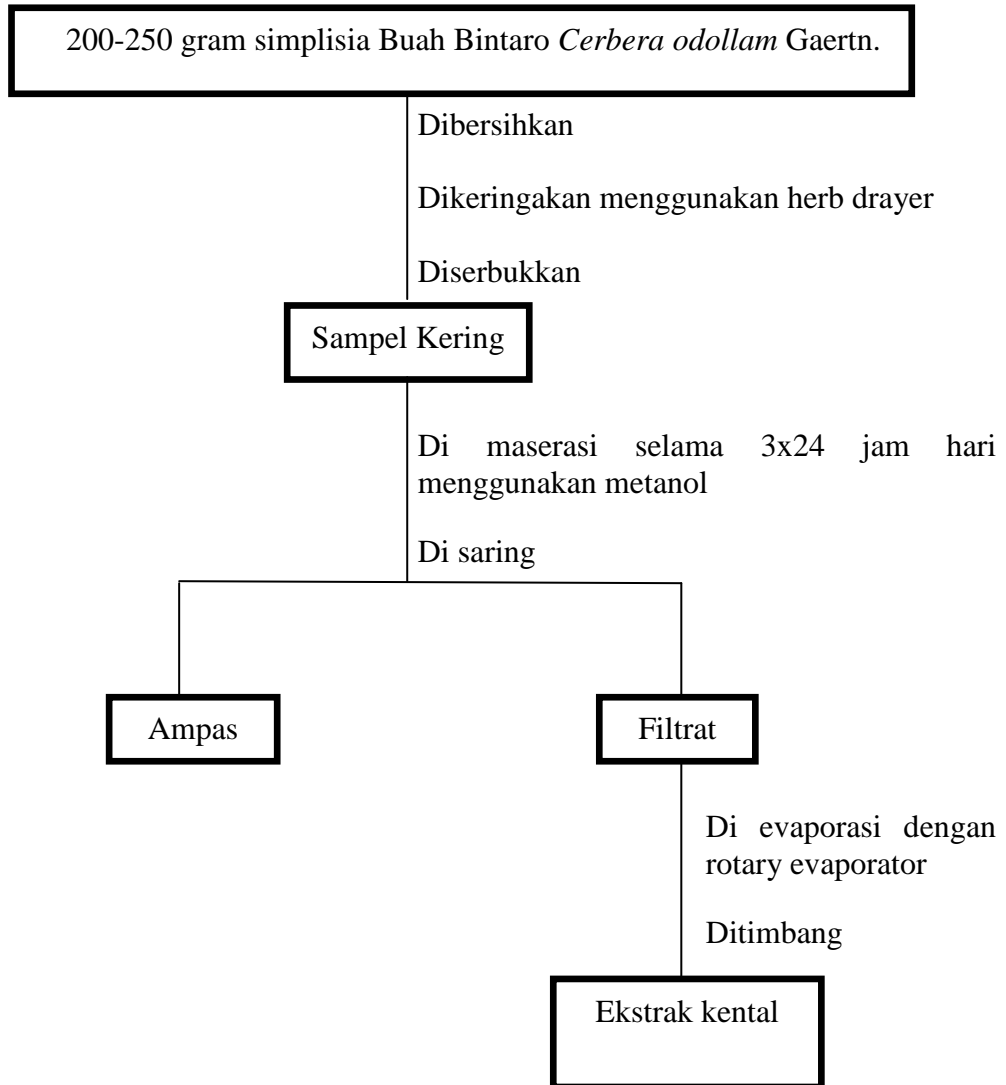 200-250 gram simplisia Buah Bintaro Cerbera odollam Gaertn.
Dibersihkan
Dikeringakan menggunakan herb drayer
Diserbukkan
Sampel Kering
Di maserasi selama 3x24 jam hari
menggunakan metanol
Di saring
Ampas
Filtrat
Di evaporasi dengan
rotary evaporator
Ditimbang
Ekstrak kental